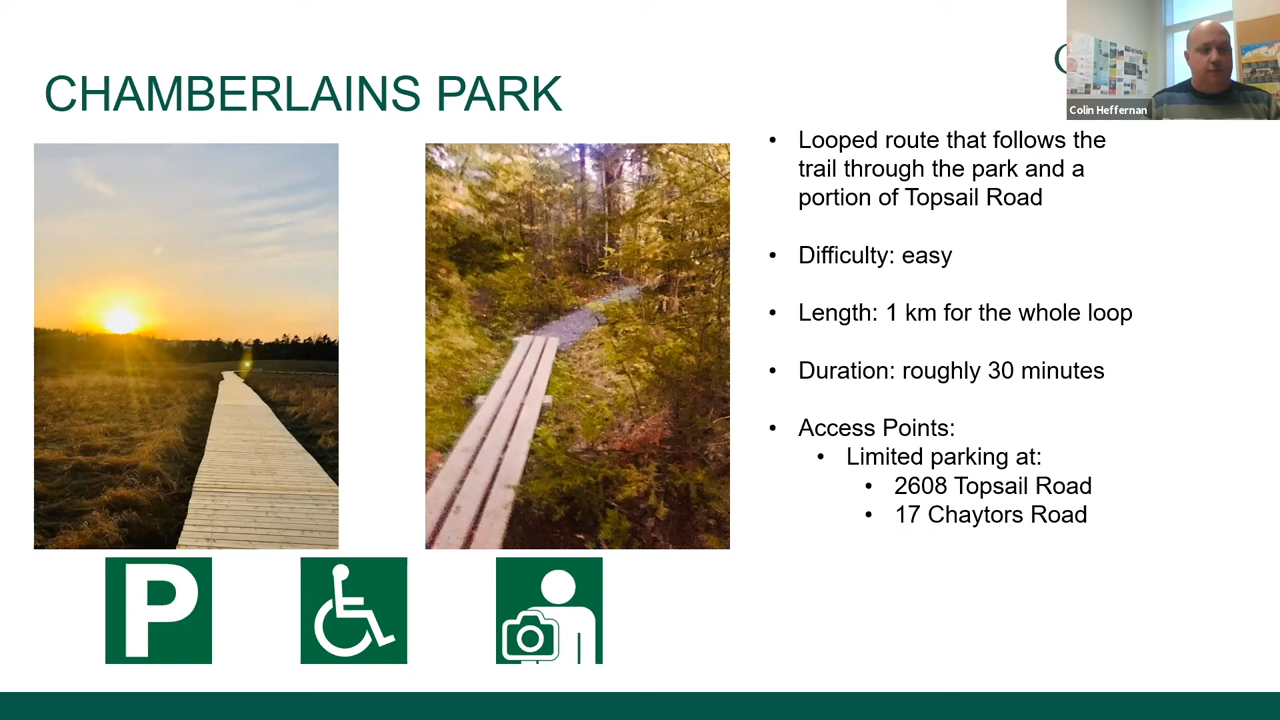 CHAMBERLAINS PARK
Colin Heffernan
• Looped route that follows the
trail through the park and a
portion of Topsail Road
• Difficulty: easy
• Length: 1 km for the whole loop
• Duration: roughly 30 minutes
• Access Points:
• Limited parking at:
• 2608 Topsail Road
• 17 Chaytors Road
P